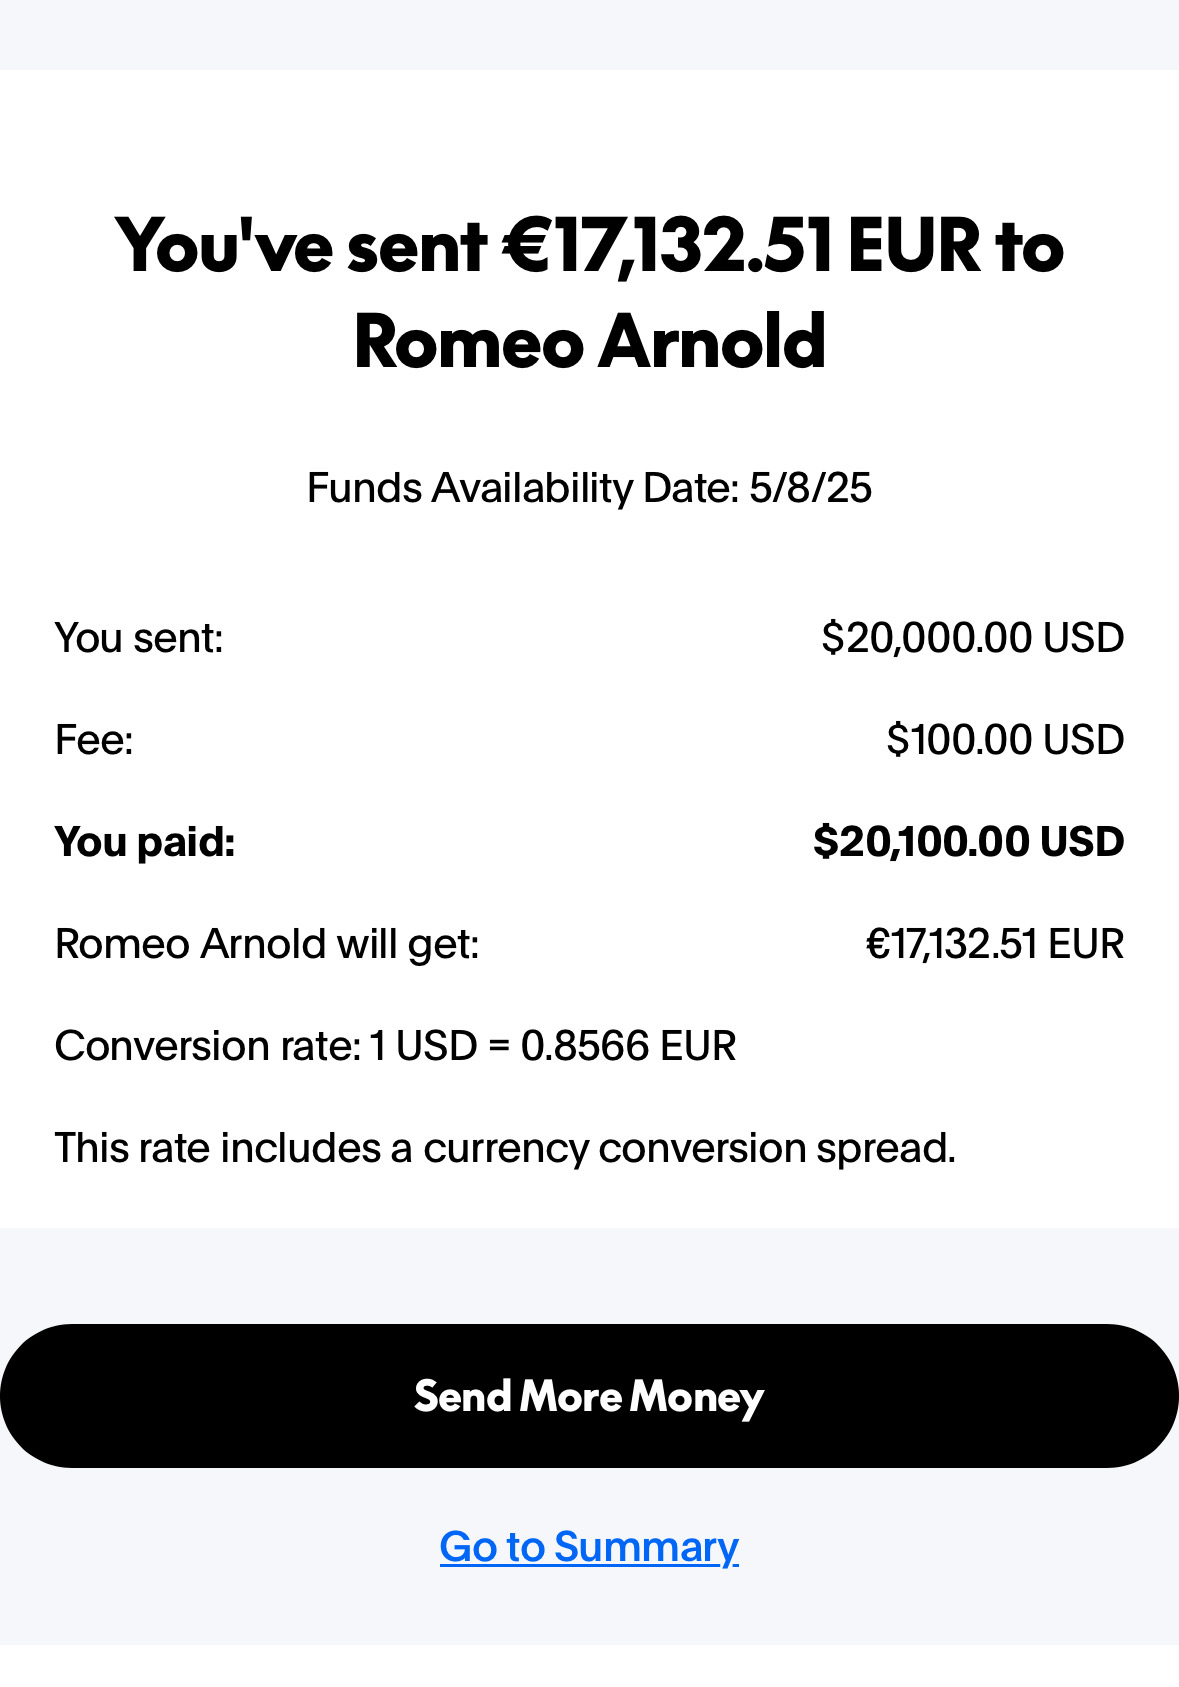 You've sent €17,132.51 EUR to
Romeo Arnold
Funds Availability Date: 5/8/25
You sent: $20,000.00 USD
Fee: $100.00 USD
You paid: $20,100.00 USD
Romeo Arnold will get: €17,132.51 EUR
Conversion rate: 1 USD = 0.8566 EUR
This rate includes a currency conversion spread.
Send More Money
Go to Summary